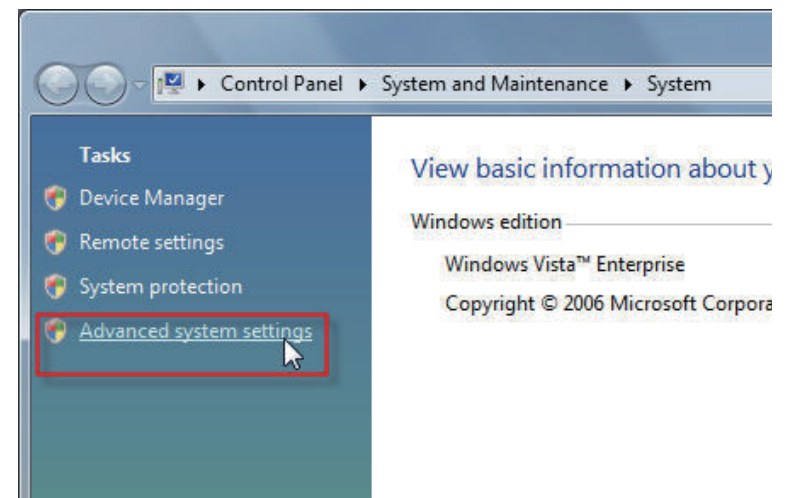 Control Panel System and Maintenance System
Tasks
Device Manager
Remote settings
System protection
Advanced system settings
View basic information about y
Windows edition
Windows Vista™ Enterprise
Copyright © 2006 Microsoft Corpora